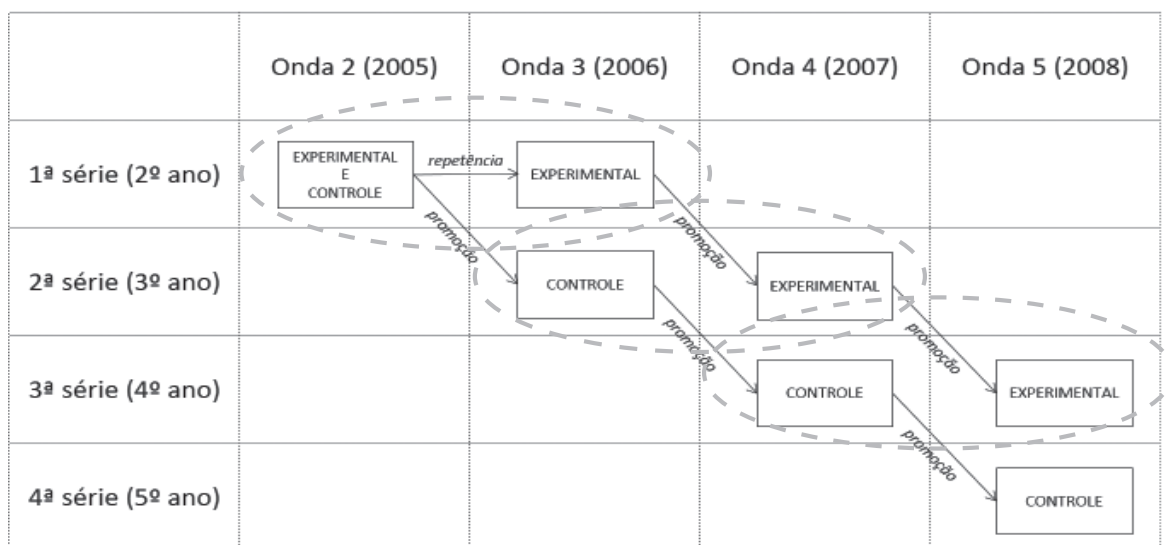 Onda 2 (2005) Onda 3 (2006) Onda 4 (2007) Onda 5 (2008)
1ª série (2º ano)
EXPERIMENTAL
E
CONTROLE
repetência
EXPERIMENTAL
promoção
promoção
2ª série (3º ano)
CONTROLE
EXPERIMENTAL
promoção
promoção
3ª série (4º ano)
CONTROLE
EXPERIMENTAL
promoção
4ª série (5º ano)
CONTROLE